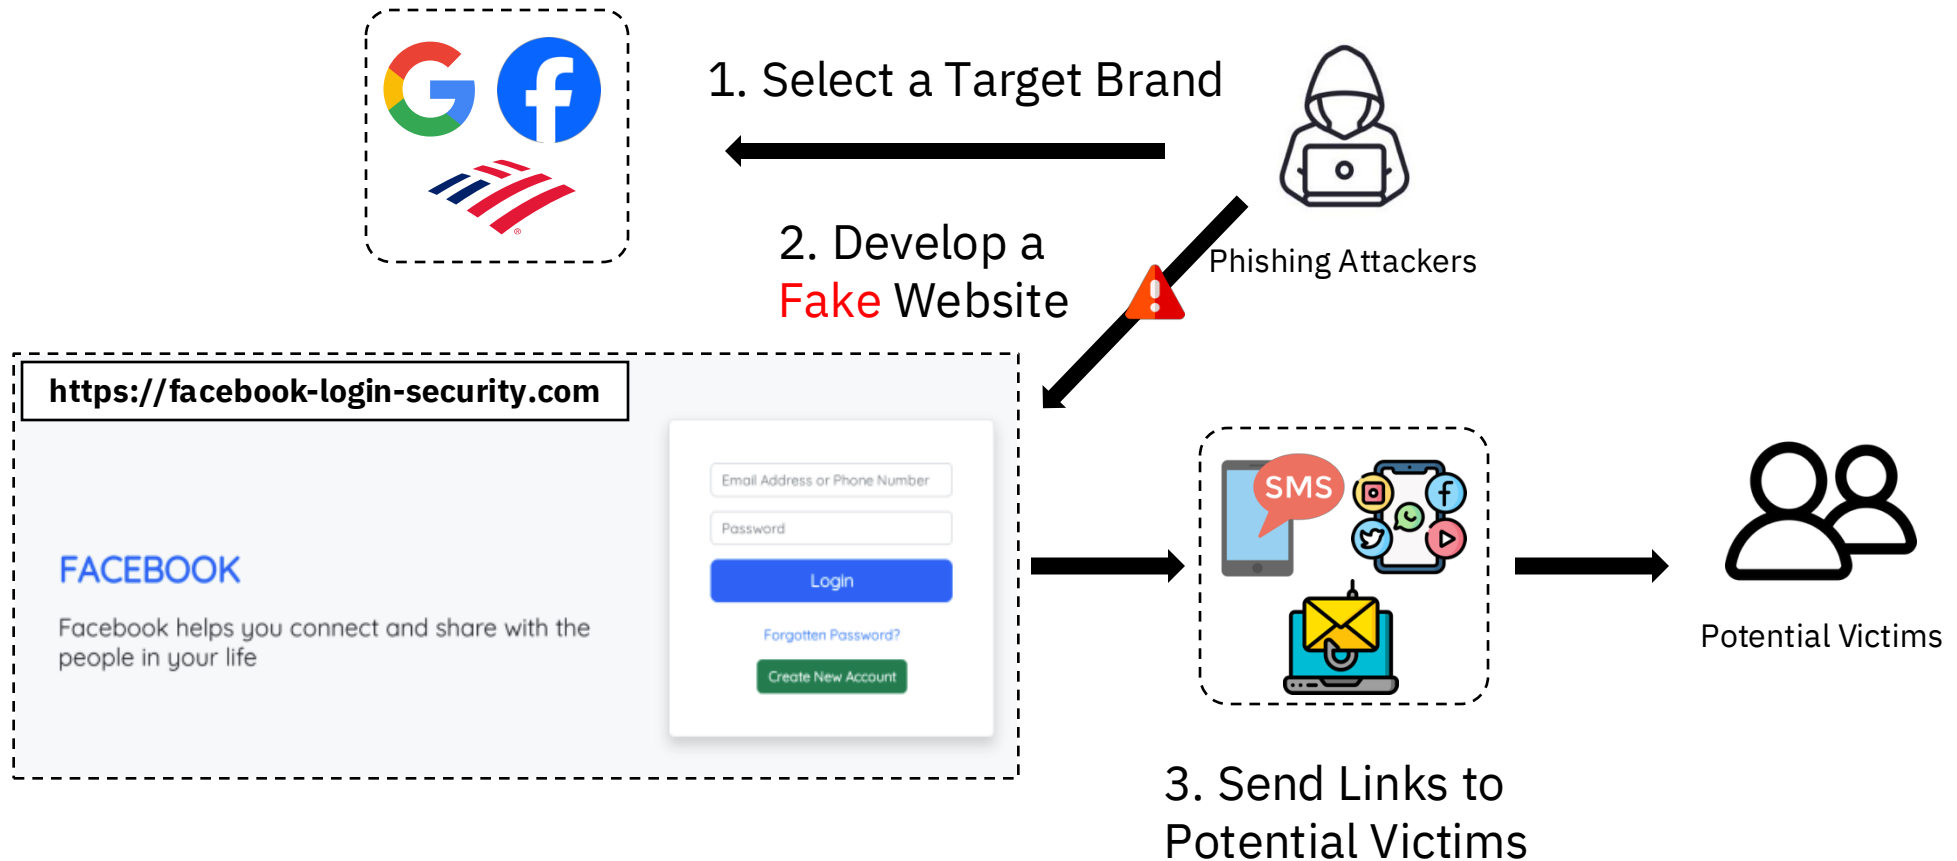 1. Select a Target Brand
2. Develop a
Fake Website
Phishing Attackers
https://facebook-login-security.com
FACEBOOK
Facebook helps you connect and share with the
people in your life
Email Address or Phone Number
Password
Login
Forgotten Password?
Create New Account
SMS
Potential Victims
3. Send Links to
Potential Victims